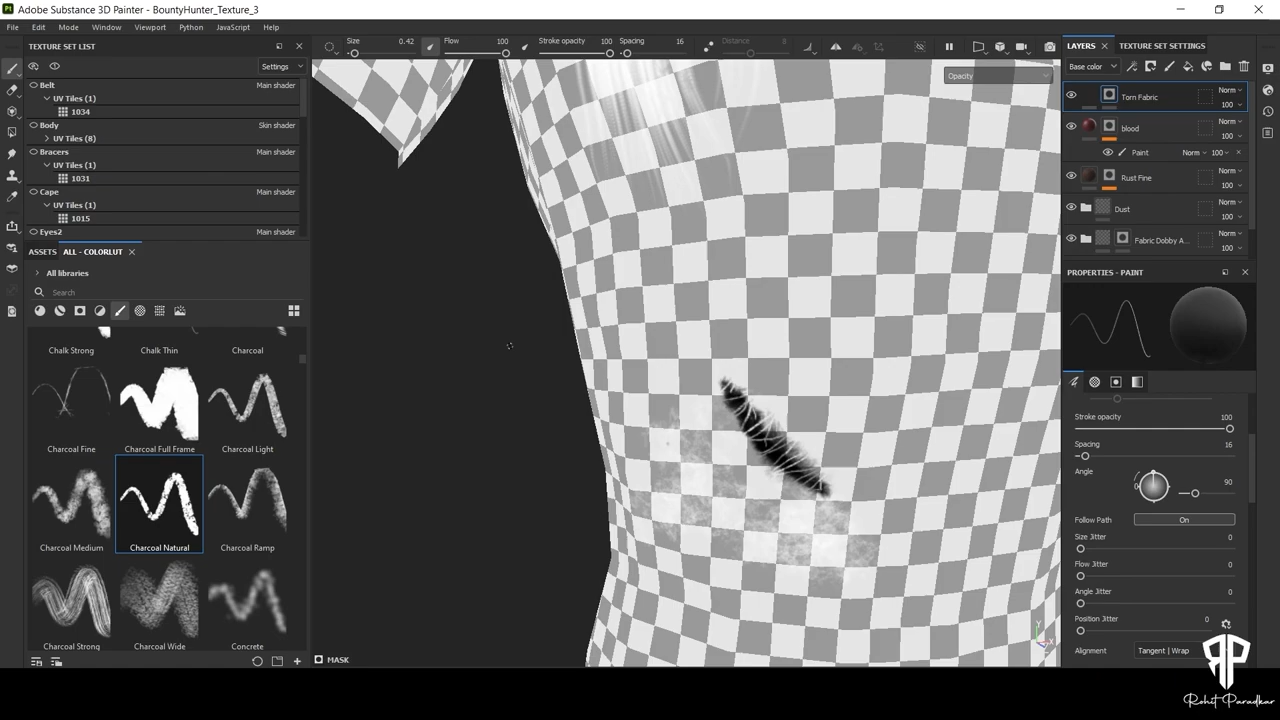 Adobe Substance 3D Painter - BountyHunter_Texture_3
File Edit Mode Window Viewport Python JavaScript Help
TEXTURE SET LIST
Size 0.42 Flow 100 Stroke opacity 100 Spacing 16 Distance 8
LAYERS TEXTURE SET SETTINGS
Settings
Base color
Opacity
Belt Main shader
UV Tiles (1)
1034
Body Skin shader
UV Tiles (8)
Bracers Main shader
UV Tiles (1)
1031
Cape Main shader
UV Tiles (1)
1015
Eyes2 Main shader
Torn Fabric Norm 100
blood Norm 100
Paint Norm 100
Rust Fine Norm 100
Dust Norm 100
Fabric Dobby A... Norm 100
ASSETS ALL - COLORLUT
All libraries
Search
Chalk Strong Chalk Thin Charcoal
Charcoal Fine Charcoal Full Frame Charcoal Light
Charcoal Medium Charcoal Natural Charcoal Ramp
Charcoal Strong Charcoal Wide Concrete
PROPERTIES - PAINT
Stroke opacity 100
Spacing 16
Angle 90
Follow Path On
Size Jitter 0
Flow Jitter 0
Angle Jitter 0
Position Jitter 0
Alignment Tangent | Wrap
MASK
Y
X
Rohit Paradkar